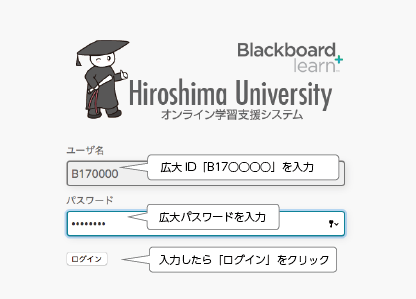 Blackboard
learn+
Hiroshima University
オンライン学習支援システム
ユーザ名
B170000
広大 ID「B17○○○○」を入力
パスワード
••••••••
広大パスワードを入力
ログイン
入力したら「ログイン」をクリック